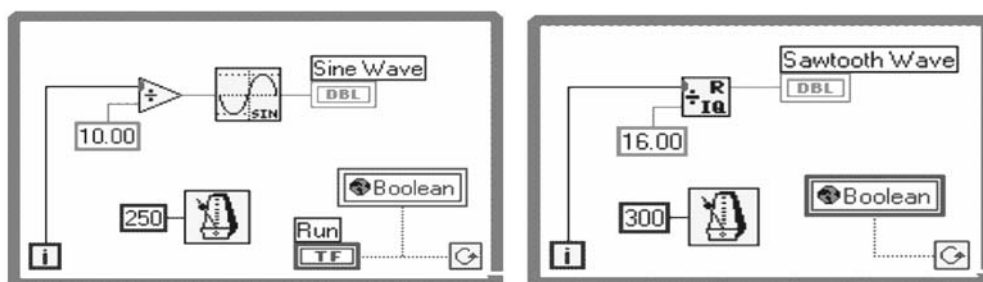 Sine Wave
÷
SIN
DBL
10.00
Boolean
250
Run
TF
i
Sawtooth Wave
÷ R
IQ
DBL
16.00
Boolean
300
i